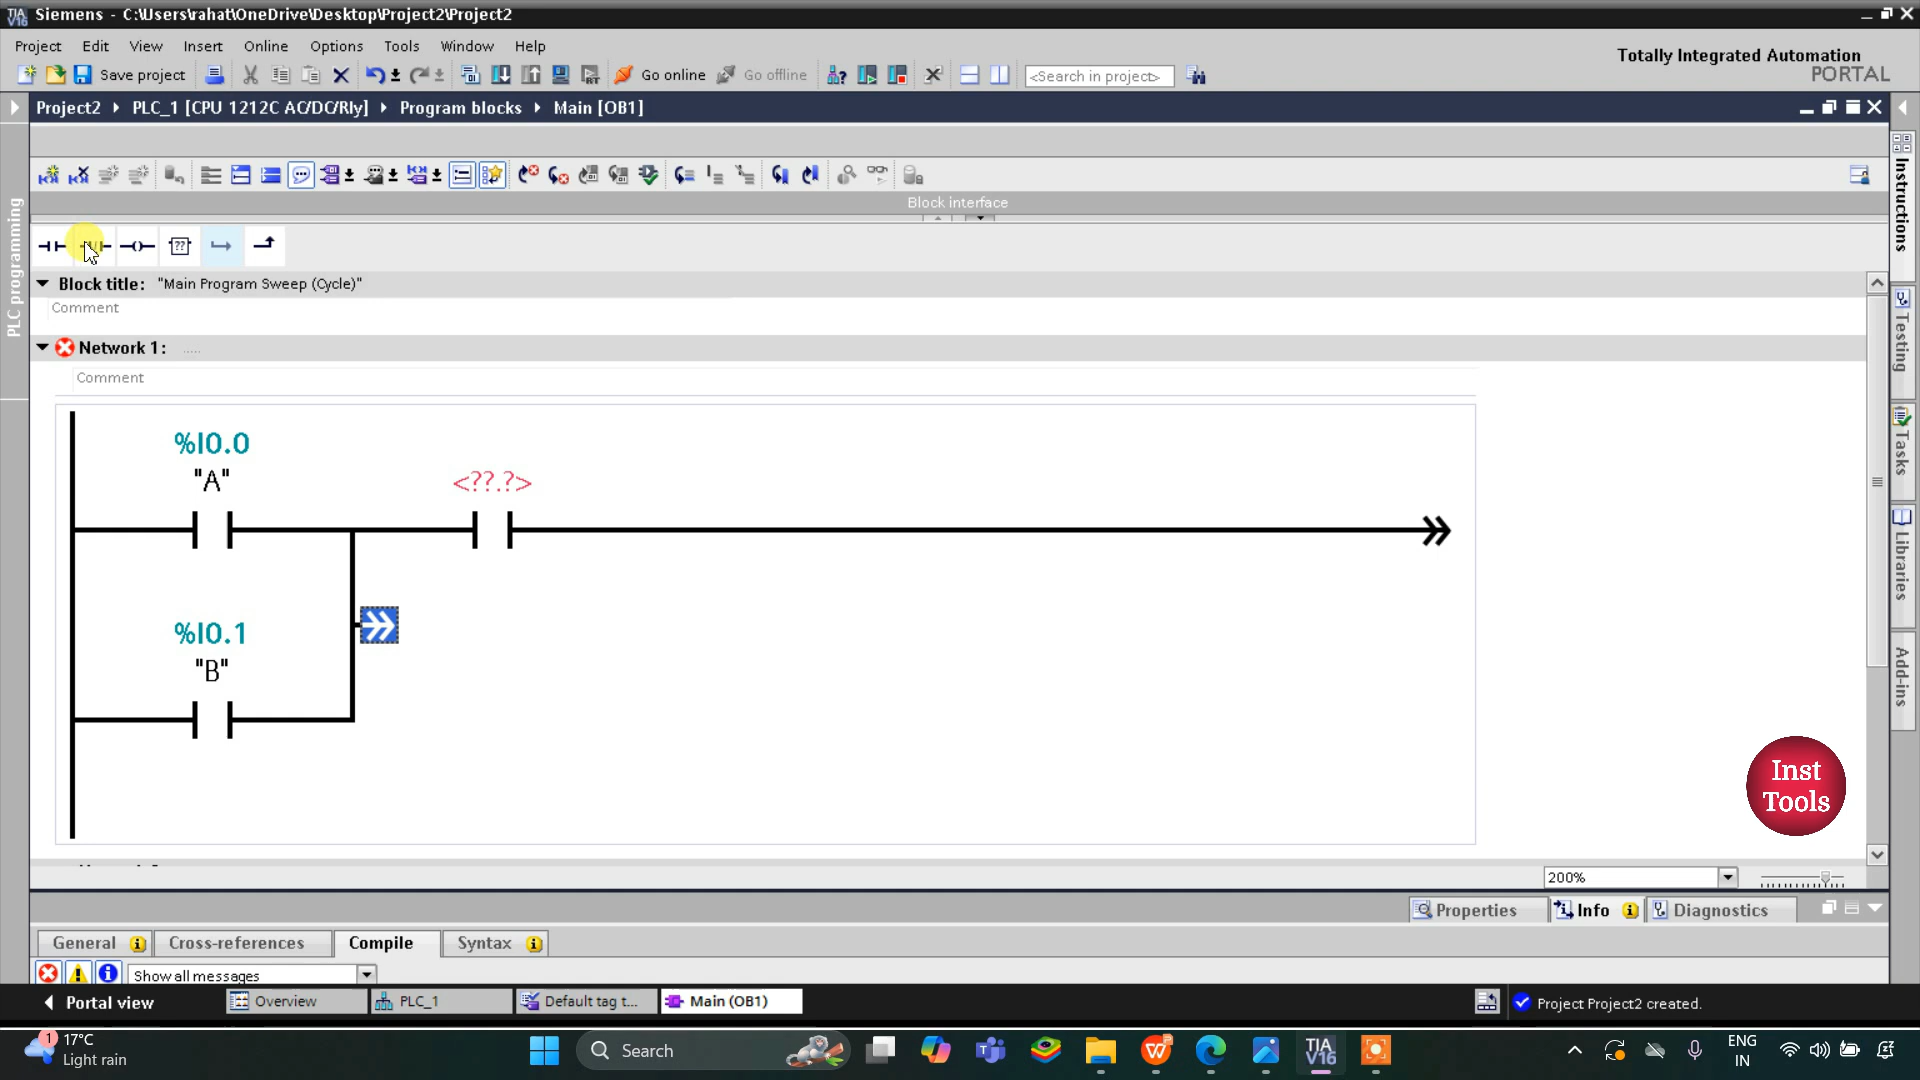 Siemens - C:\Users\rahat\OneDrive\Desktop\Project2\Project2
Project Edit View Insert Online Options Tools Window Help
Totally Integrated Automation
PORTAL
Save project
Go online
Go offline
<Search in project>
Project2 ▸ PLC_1 [CPU 1212C AC/DC/Rly] ▸ Program blocks ▸ Main [OB1]
Block interface
PLC programming
Instructions
Testing
Tasks
Libraries
Add-ins
Block title: "Main Program Sweep (Cycle)"
Comment
Network 1: .....
Comment
%I0.0
"A"
<??.?>
%I0.1
"B"
Inst
Tools
200%
Properties Info Diagnostics
General Cross-references Compile Syntax
Show all messages
Portal view
Overview
PLC_1
Default tag t...
Main (OB1)
Project Project2 created.
1
17°C
Light rain
Search
TIA
V16
ENG
IN